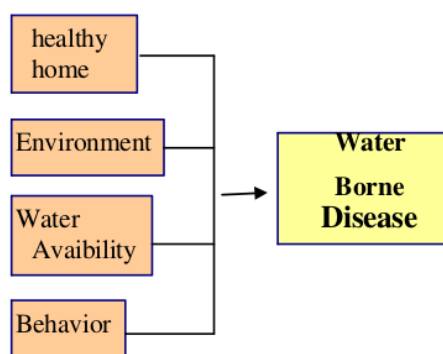 healthy
home
Environment
Water
Avaibility
Behavior
Water
Borne
Disease